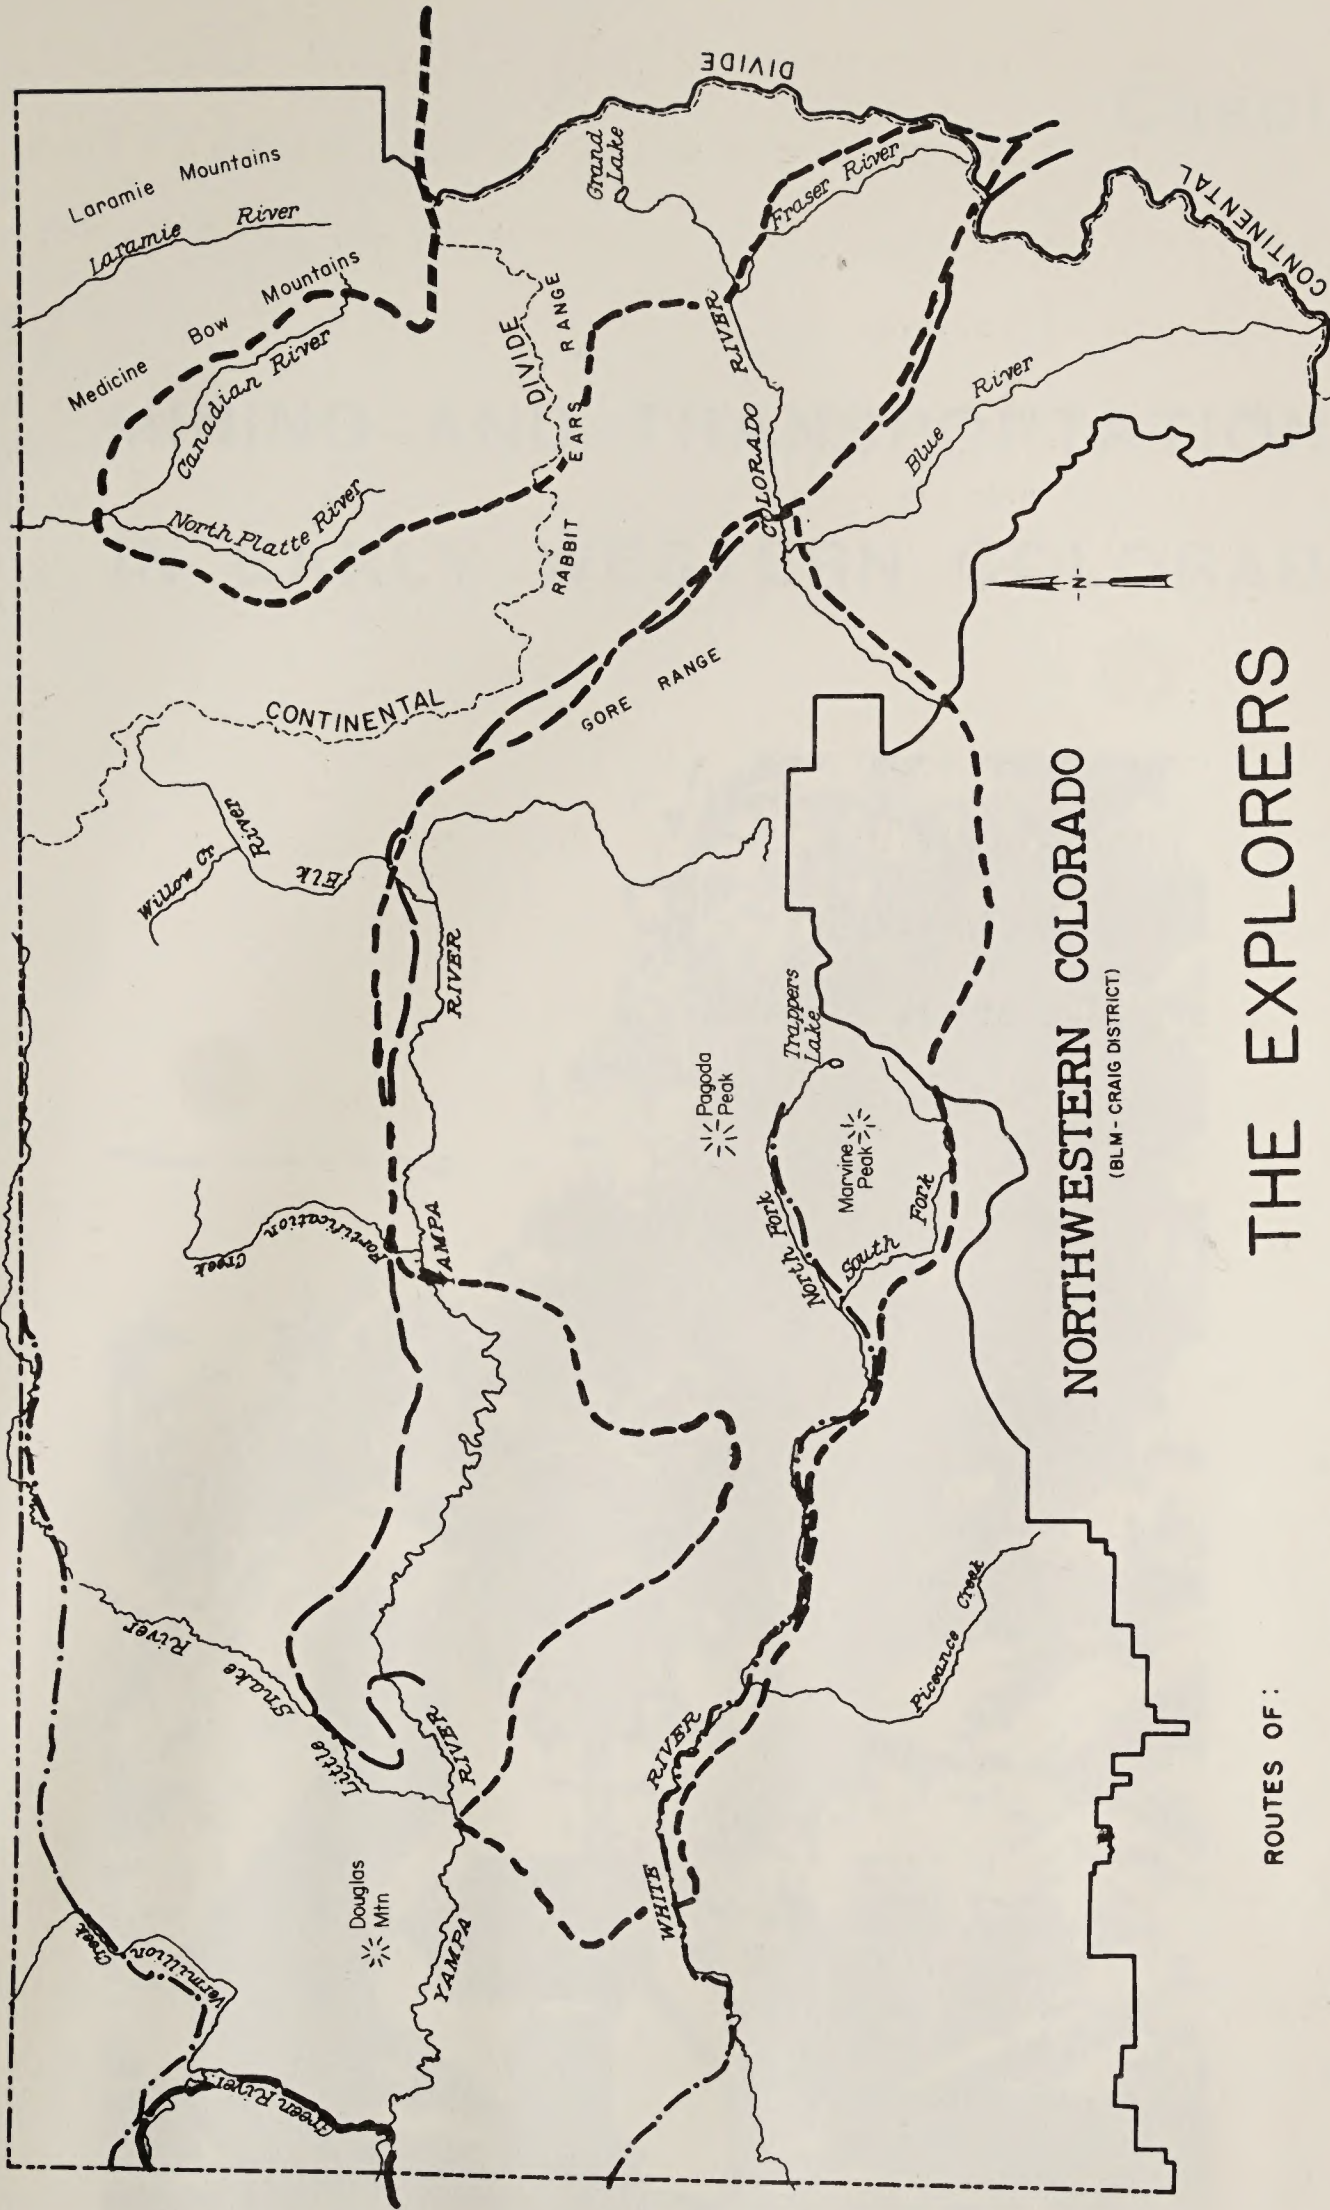 Laramie Mountains
Laramie River
Medicine Bow Mountains
Canadian River
North Platte River
DIVIDE
RABBIT EARS RANGE
CONTINENTAL
Grand
Lake
DIVIDE
Fraser River
COLORADO RIVER
Blue River
CONTINENTAL
GORE RANGE
-N-
Willow Cr
Elk River
RIVER
Fortification Creek
YAMPA
Pagoda
Peak
Trappers
Lake
Marvine
Peak
North Fork
South Fork
Snake River
Little
RIVER
Douglas
Mtn
YAMPA
WHITE RIVER
Piceance Creek
Vermillion Creek
Green River
NORTHWESTERN COLORADO
(BLM - CRAIG DISTRICT)
THE EXPLORERS
ROUTES OF: